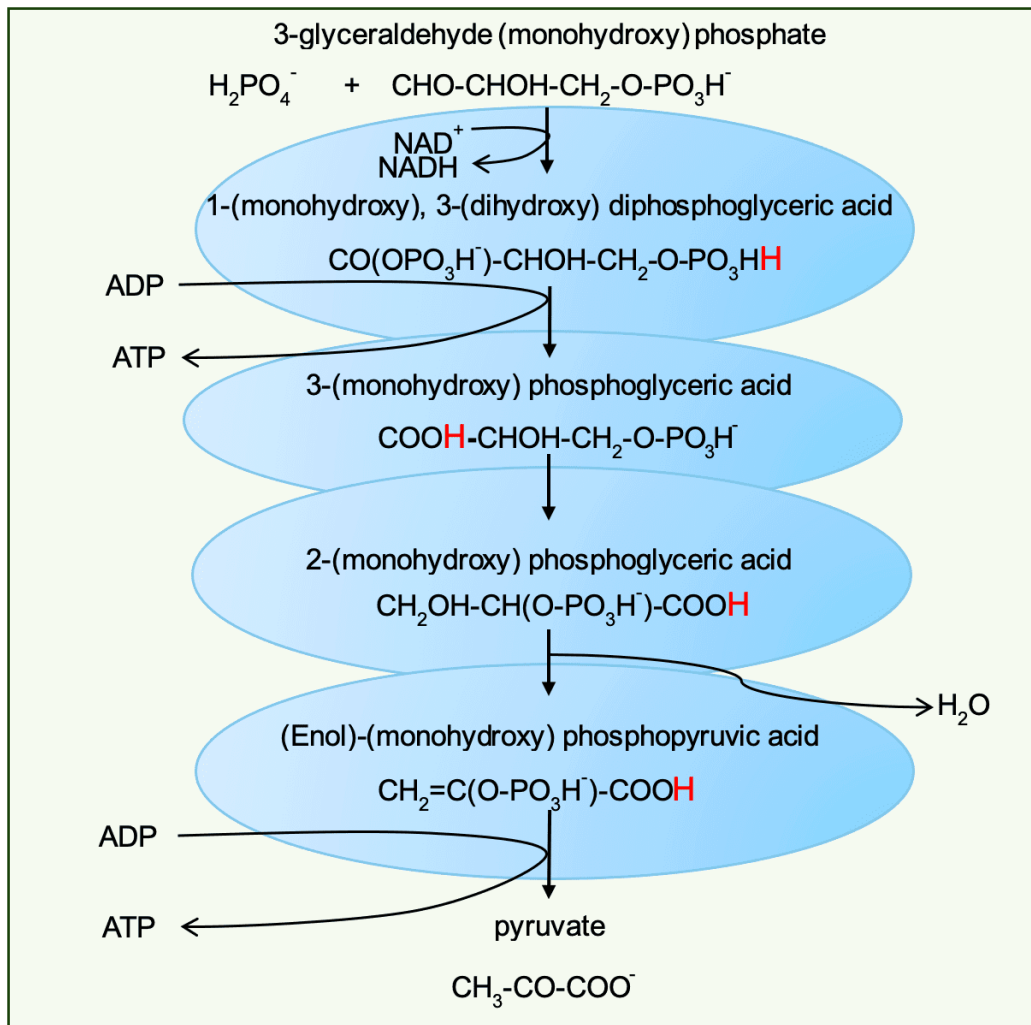 3-glyceraldehyde (monohydroxy) phosphate
H₂PO₄⁻ + CHO-CHOH-CH₂-O-PO₃H⁻
NAD⁺
NADH
1-(monohydroxy), 3-(dihydroxy) diphosphoglyceric acid
CO(OPO₃H⁻)-CHOH-CH₂-O-PO₃HH
ADP
ATP
3-(monohydroxy) phosphoglyceric acid
COOH-CHOH-CH₂-O-PO₃H⁻
2-(monohydroxy) phosphoglyceric acid
CH₂OH-CH(O-PO₃H⁻)-COOH
H₂O
(Enol)-(monohydroxy) phosphopyruvic acid
CH₂=C(O-PO₃H⁻)-COOH
ADP
ATP
pyruvate
CH₃-CO-COO⁻